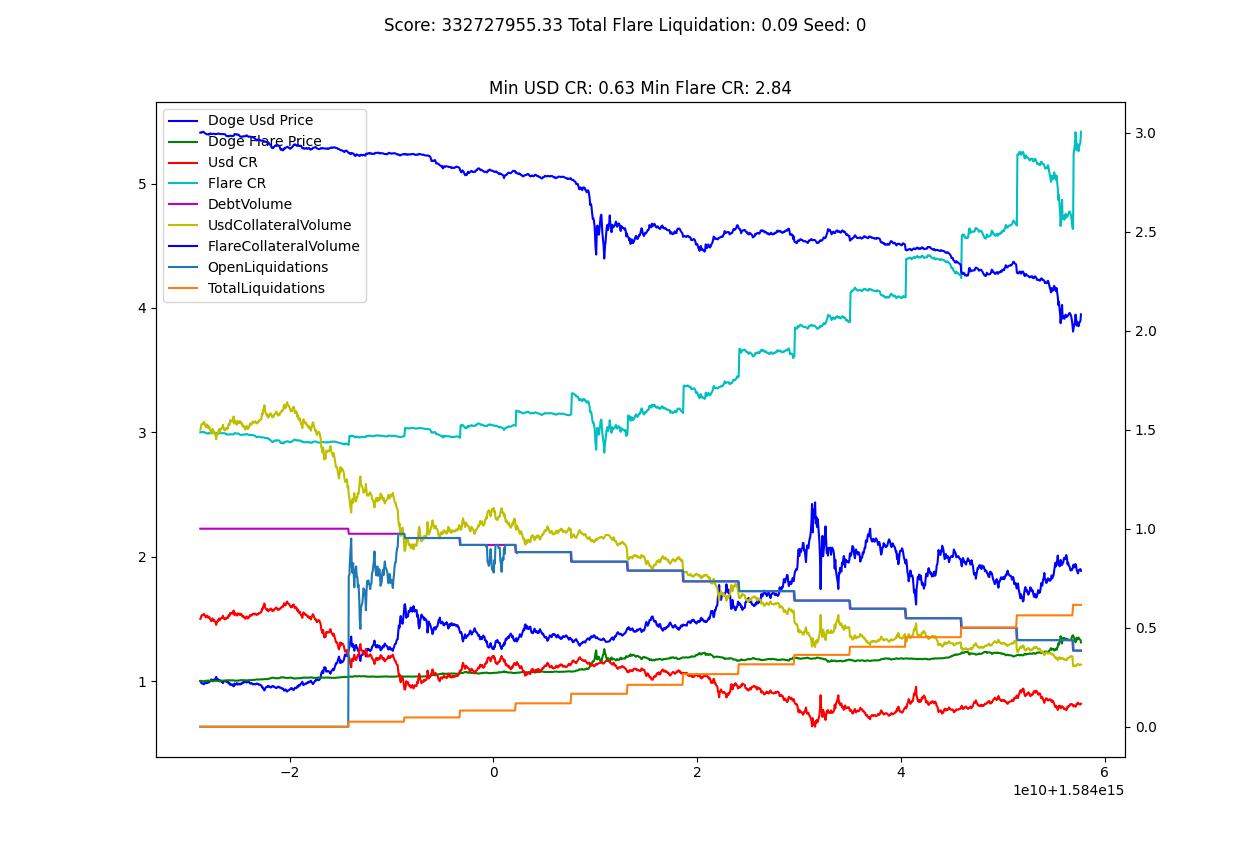 Score: 332727955.33 Total Flare Liquidation: 0.09 Seed: 0
Min USD CR: 0.63 Min Flare CR: 2.84
Doge Usd Price
Doge Flare Price
Usd CR
Flare CR
DebtVolume
UsdCollateralVolume
FlareCollateralVolume
OpenLiquidations
TotalLiquidations
5
4
3
2
1
3.0
2.5
2.0
1.5
1.0
0.5
0.0
−2
0
2
4
6
1e10+1.584e15